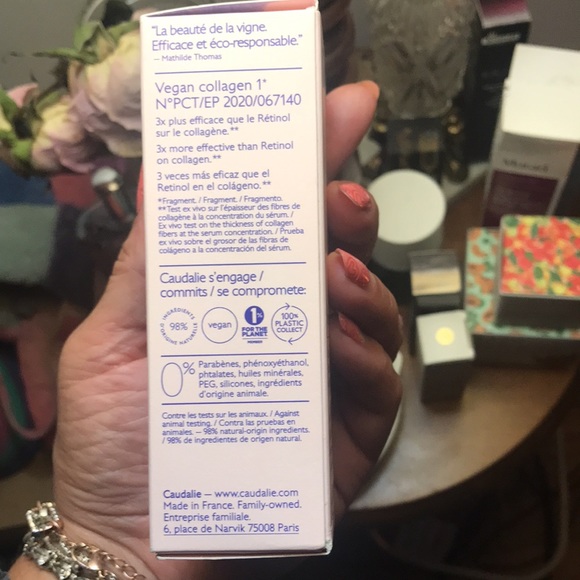 "La beauté de la vigne.
Efficace et éco-responsable."
— Mathilde Thomas
Vegan collagen 1*
N°PCT/EP 2020/067140
3x plus efficace que le Rétinol
sur le collagène.**
3x more effective than Retinol
on collagen.**
3 veces más eficaz que el
Retinol en el colágeno.**
*Fragment. / Fragment. / Fragmento.
**Test ex vivo sur l'épaisseur des fibres de
collagène à la concentration du sérum. /
Ex vivo test on the thickness of collagen
fibers at the serum concentration. / Prueba
ex vivo sobre el grosor de las fibras de
colágeno a la concentración del sérum.
Caudalie s'engage /
commits / se compromete:
INGRÉDIENTS
98%
ORIGINE NATURELLE
vegan
1%
FOR THE
PLANET
MEMBER
100%
PLASTIC
COLLECT
0%
Parabènes, phénoxyéthanol,
phtalates, huiles minérales,
PEG, silicones, ingrédients
d'origine animale.
Contre les tests sur les animaux. / Against
animal testing. / Contra las pruebas en
animales. — 98% natural-origin ingredients.
/ 98% de ingredientes de origen natural.
Caudalie — www.caudalie.com
Made in France. Family-owned.
Entreprise familiale.
6, place de Narvik 75008 Paris